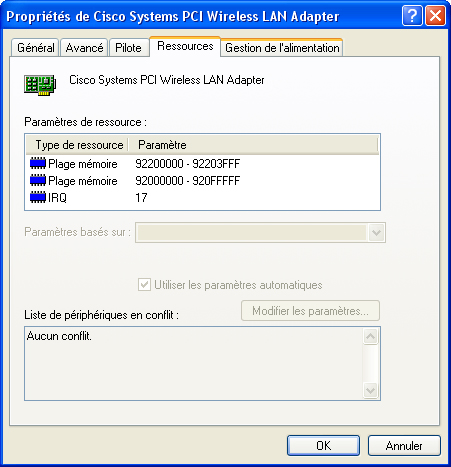 Propriétés de Cisco Systems PCI Wireless LAN Adapter
Général Avancé Pilote Ressources Gestion de l'alimentation
Cisco Systems PCI Wireless LAN Adapter
Paramètres de ressource :
Type de ressource Paramètre
Plage mémoire 92200000 - 92203FFF
Plage mémoire 92000000 - 920FFFFF
IRQ 17
Paramètres basés sur :
Utiliser les paramètres automatiques
Liste de périphériques en conflit : Modifier les paramètres...
Aucun conflit.
OK Annuler